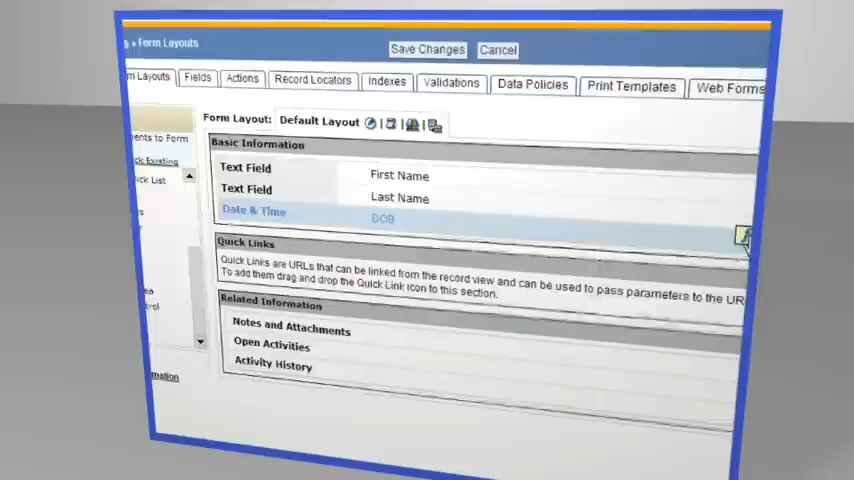 » Form Layouts
Save Changes Cancel
m Layouts Fields Actions Record Locators Indexes Validations Data Policies Print Templates Web Forms
Form Layout: Default Layout
ents to Form
Basic Information
ck Existing
Text Field First Name
ick List
Text Field Last Name
Date & Time DOB
Quick Links
Quick Links are URLs that can be linked from the record view and can be used to pass parameters to the UR
To add them drag and drop the Quick Link icon to this section.
Related Information
Notes and Attachments
Open Activities
Activity History
mation